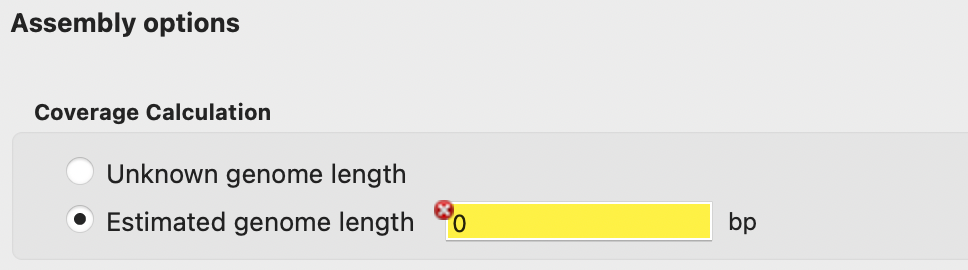 Assembly options
Coverage Calculation
Unknown genome length
Estimated genome length 0 bp